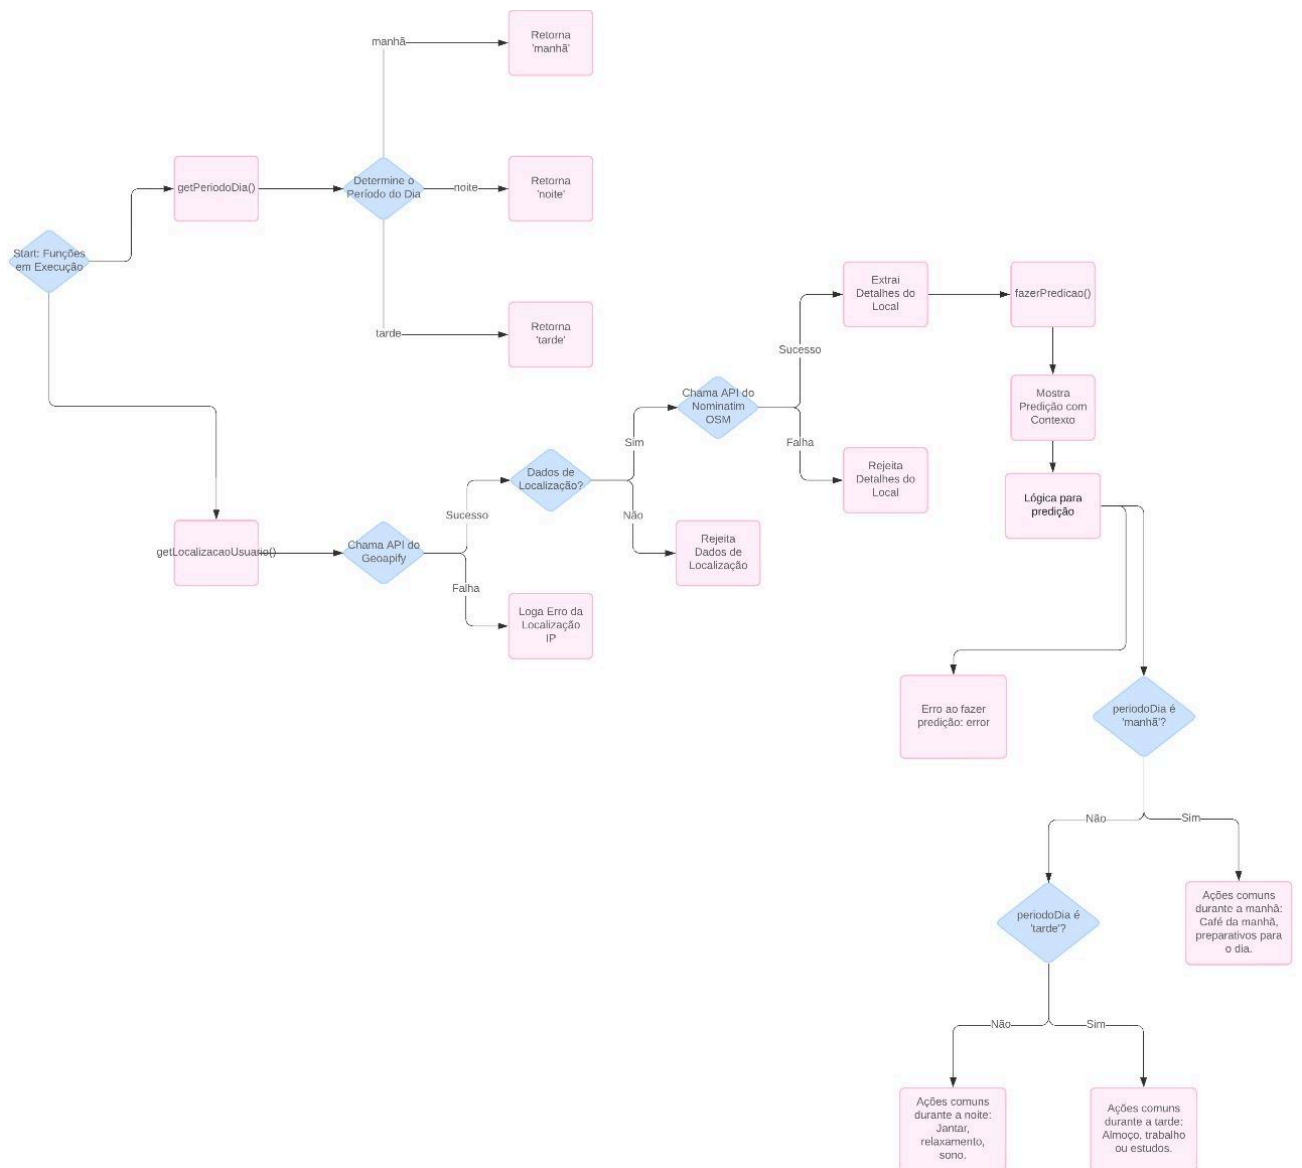 manhã
Retorna
'manhã'
getPeriodoDia()
Determine o
Período do Dia
noite
Retorna
'noite'
Start: Funções
em Execução
tarde
Retorna
'tarde'
Extrai
Detalhes do
Local
fazerPredicao()
Sucesso
Chama API do
Nominatim
OSM
Mostra
Predição com
Contexto
Sim
Falha
Dados de
Localização?
Rejeita
Detalhes do
Local
Lógica para
predição
Sucesso
Não
getLocalizacaoUsuario()
Chama API do
Geoapify
Rejeita
Dados de
Localização
Falha
Loga Erro da
Localização
IP
Erro ao fazer
predição: error
periodoDia é
'manhã'?
Não
Sim
periodoDia é
'tarde'?
Ações comuns
durante a manhã:
Café da manhã,
preparativos para
o dia.
Não
Sim
Ações comuns
durante a noite:
Jantar,
relaxamento,
sono.
Ações comuns
durante a tarde:
Almoço, trabalho
ou estudos.